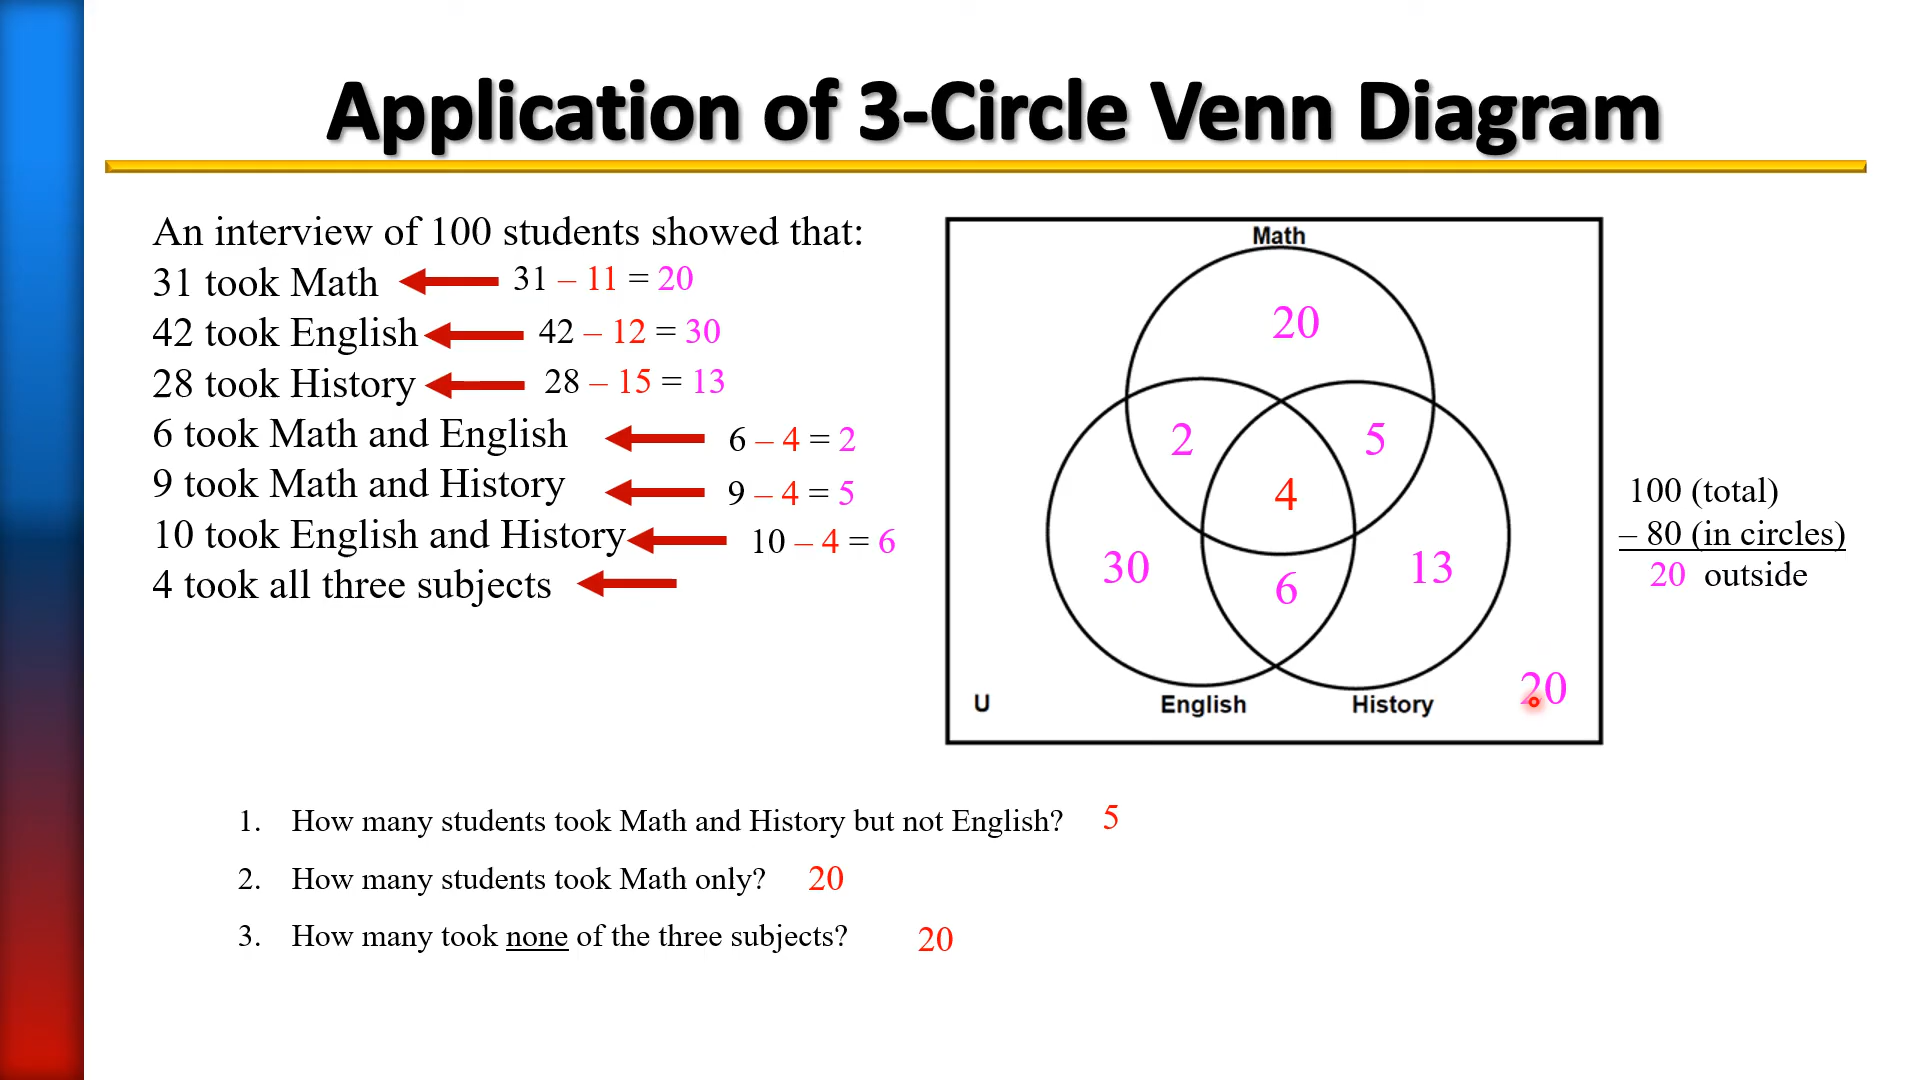 Application of 3-Circle Venn Diagram
An interview of 100 students showed that:
31 took Math 31 – 11 = 20
42 took English 42 – 12 = 30
28 took History 28 – 15 = 13
6 took Math and English 6 – 4 = 2
9 took Math and History 9 – 4 = 5
10 took English and History 10 – 4 = 6
4 took all three subjects
Math
20
2 5
4
30 6 13
20
U English History
100 (total)
– 80 (in circles)
20 outside
1. How many students took Math and History but not English? 5
2. How many students took Math only? 20
3. How many took none of the three subjects? 20